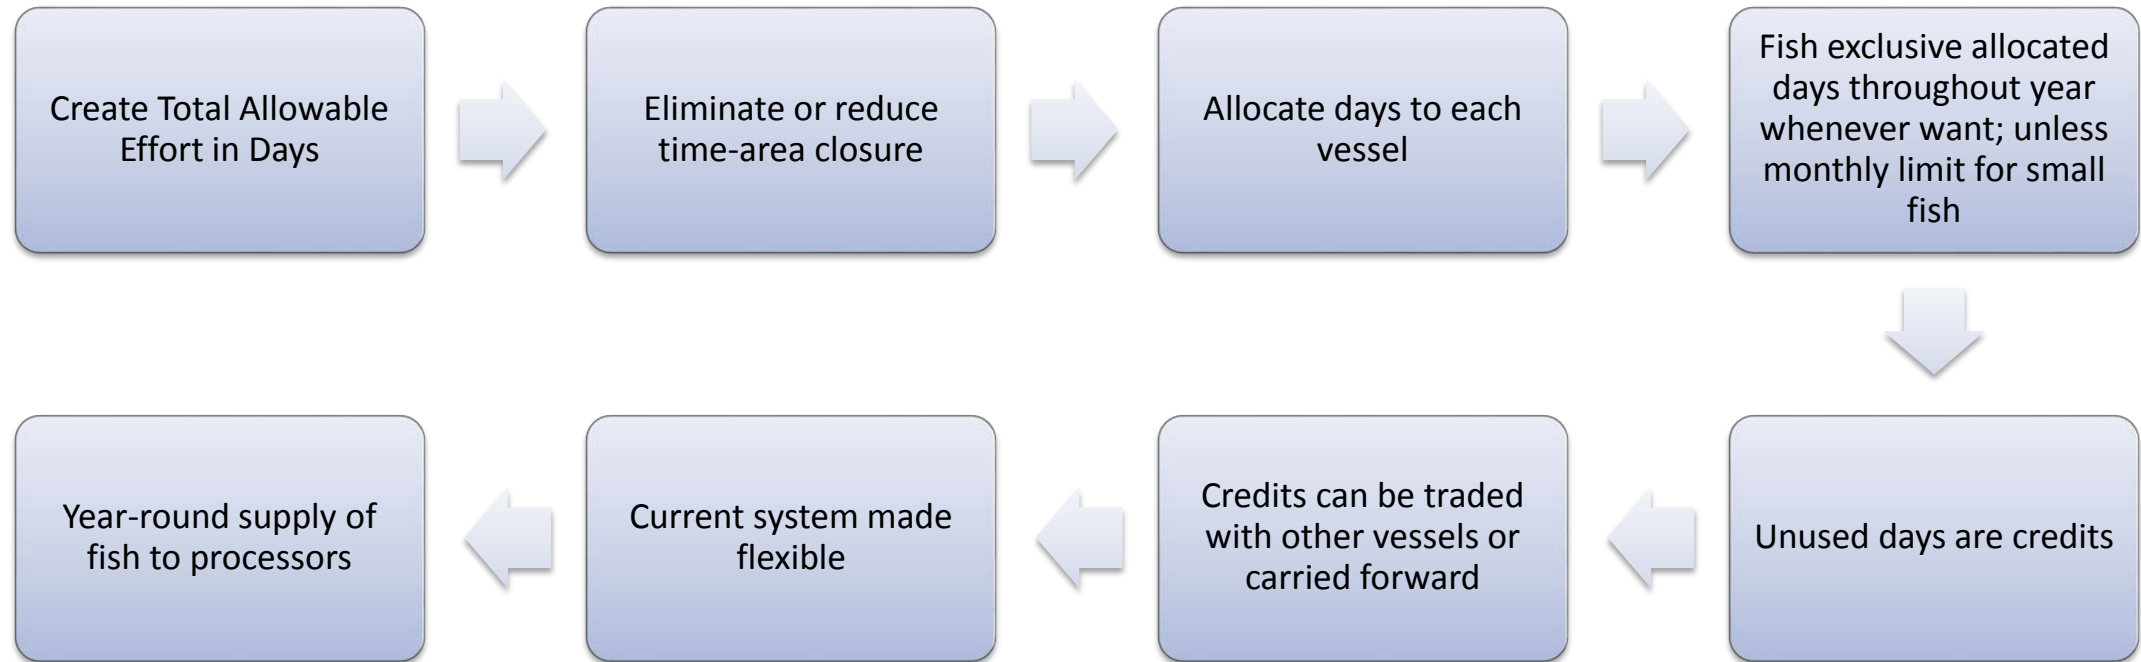 Create Total Allowable
Effort in Days
Eliminate or reduce
time-area closure
Allocate days to each
vessel
Fish exclusive allocated
days throughout year
whenever want; unless
monthly limit for small
fish
Unused days are credits
Credits can be traded
with other vessels or
carried forward
Current system made
flexible
Year-round supply of
fish to processors